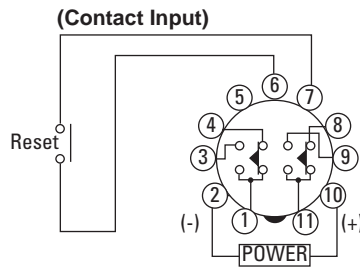 (Contact Input)
6
5 7
4 8
Reset
3 9
2 10
(-) 1 11 (+)
POWER